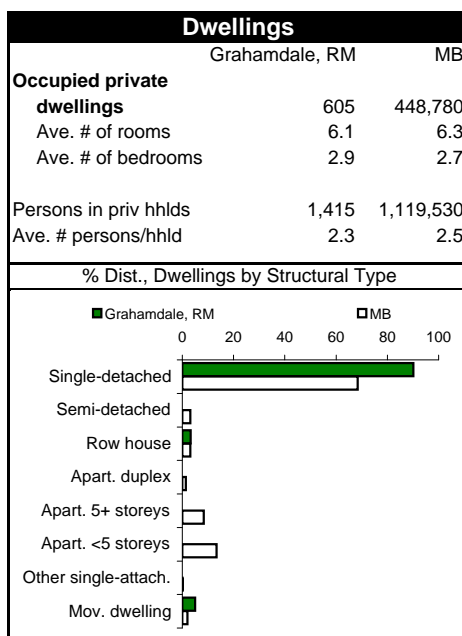 Dwellings
Grahamdale, RM MB
Occupied private
dwellings 605 448,780
Ave. # of rooms 6.1 6.3
Ave. # of bedrooms 2.9 2.7
Persons in priv hhlds 1,415 1,119,530
Ave. # persons/hhld 2.3 2.5
% Dist., Dwellings by Structural Type
Grahamdale, RM MB
0 20 40 60 80 100
Single-detached
Semi-detached
Row house
Apart. duplex
Apart. 5+ storeys
Apart. <5 storeys
Other single-attach.
Mov. dwelling